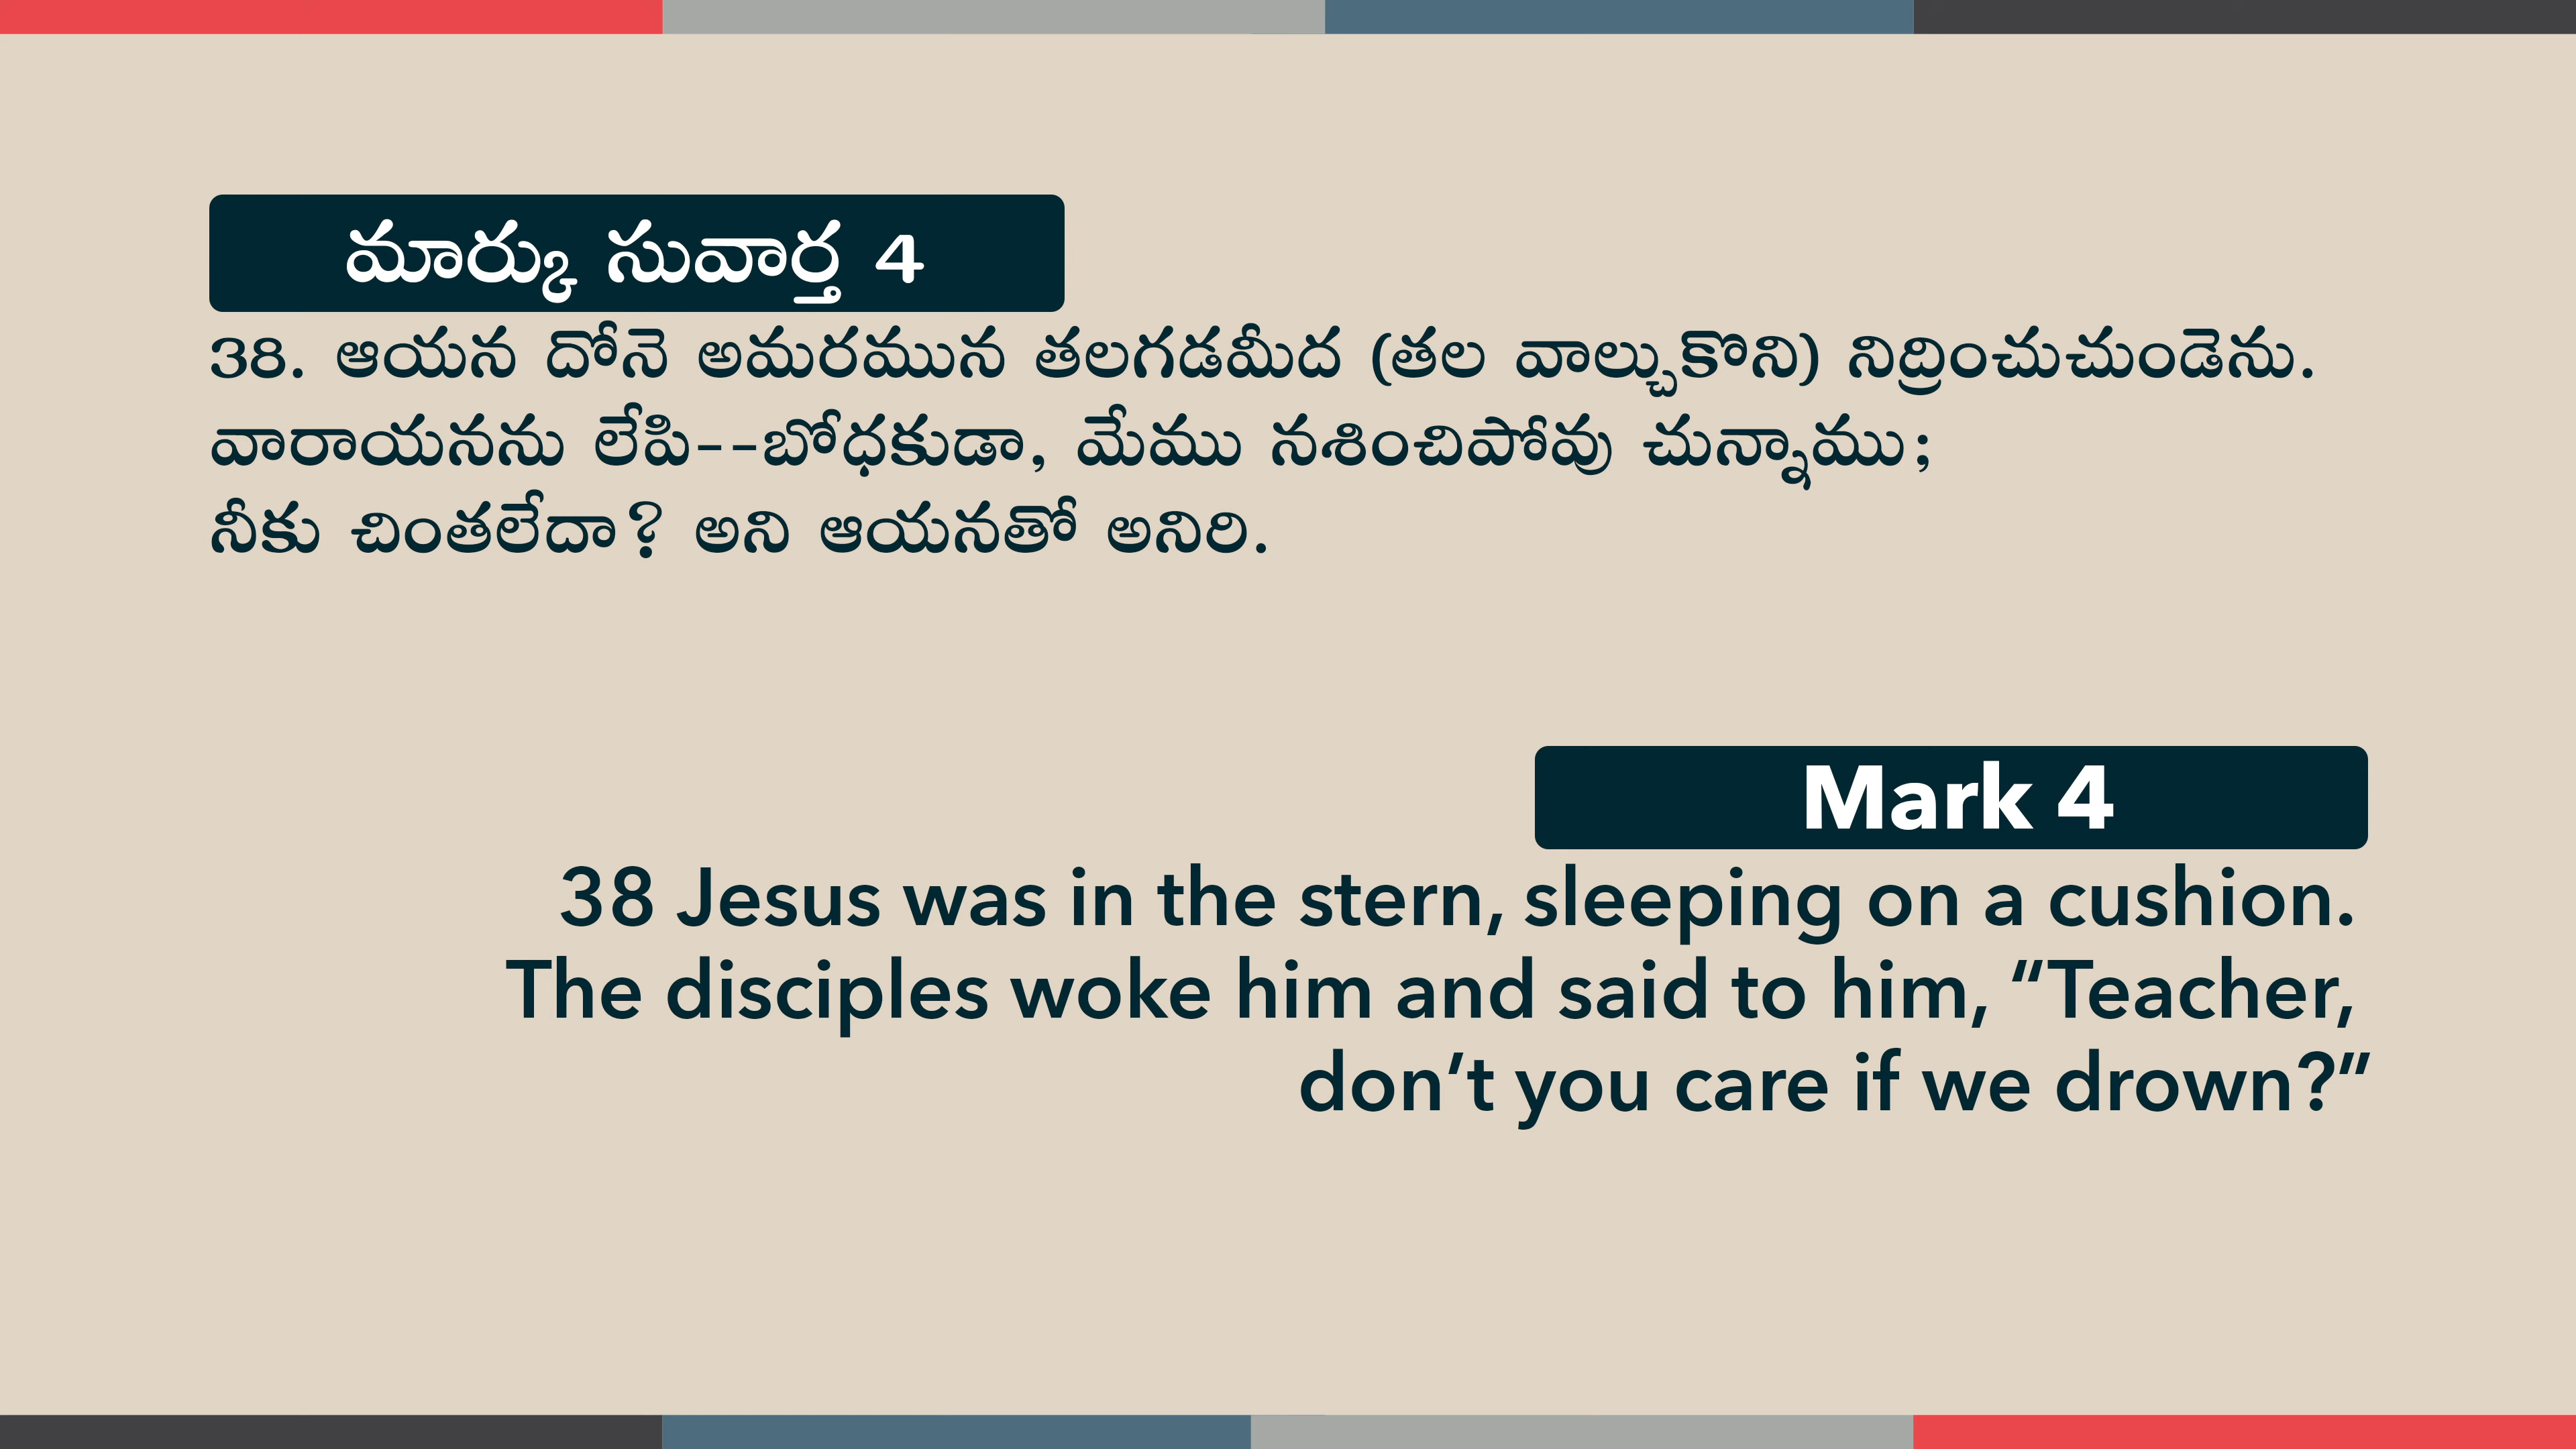 మార్కు సువార్త 4
38. ఆయన దోనె అమరమున తలగడమీద (తల వాల్చుకొని) నిద్రించుచుండెను.
వారాయనను లేపి--బోధకుడా, మేము నశించిపోవు చున్నాము;
నీకు చింతలేదా? అని ఆయనతో అనిరి.
Mark 4
38 Jesus was in the stern, sleeping on a cushion.
The disciples woke him and said to him, “Teacher,
don’t you care if we drown?”